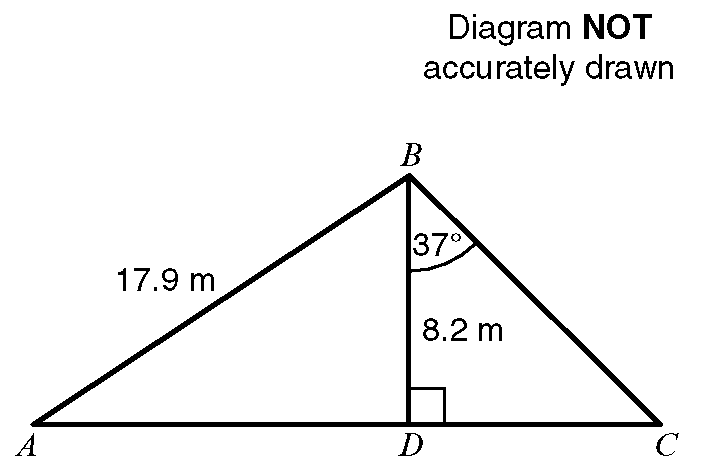 Diagram NOT
accurately drawn
B
37°
17.9 m
8.2 m
A
D
C